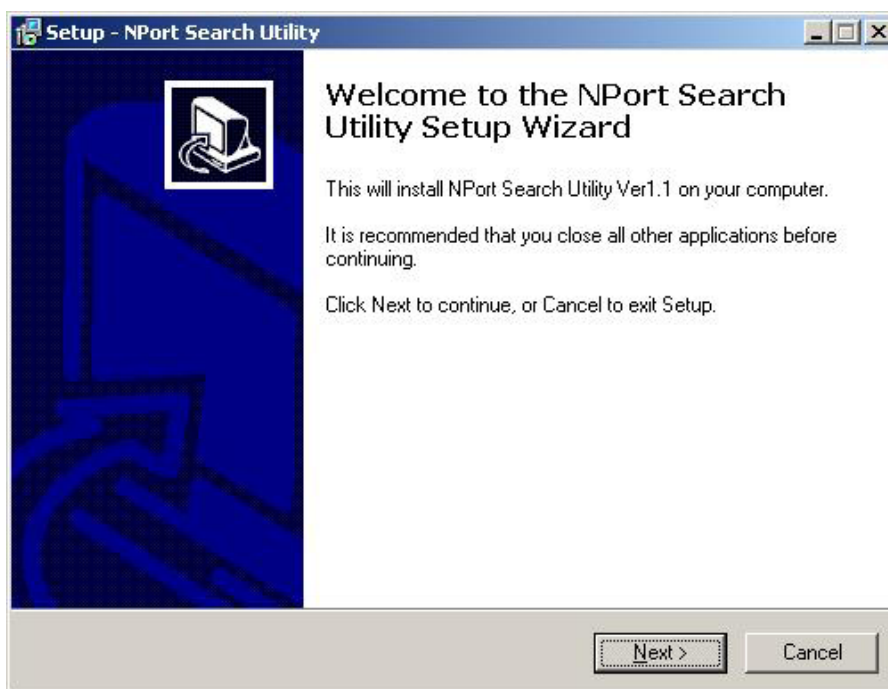 Setup - NPort Search Utility
Welcome to the NPort Search
Utility Setup Wizard
This will install NPort Search Utility Ver1.1 on your computer.
It is recommended that you close all other applications before
continuing.
Click Next to continue, or Cancel to exit Setup.
Next > Cancel